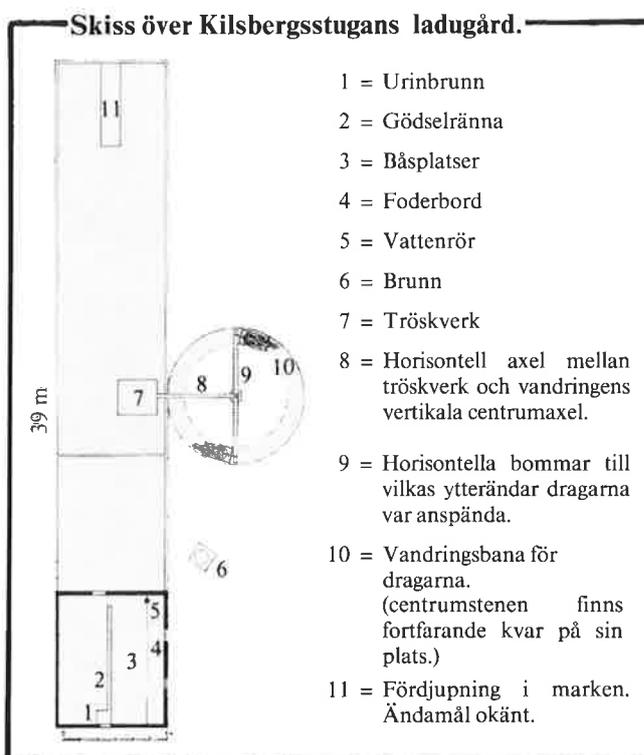 Skiss över Kilsbergsstugans ladugård.
11
39 m
7
8
9
10
6
5
4
3
2
1
1 = Urinbrunn
2 = Gödselränna
3 = Båsplatser
4 = Foderbord
5 = Vattenrör
6 = Brunn
7 = Tröskverk
8 = Horisontell axel mellan
tröskverk och vandringens
vertikala centrumaxel.
9 = Horisontella bommar till
vilkas ytterändar dragarna
var anspända.
10 = Vandringsbana för
dragarna.
(centrumstenen finns
fortfarande kvar på sin
plats.)
11 = Fördjupning i marken.
Ändamål okänt.